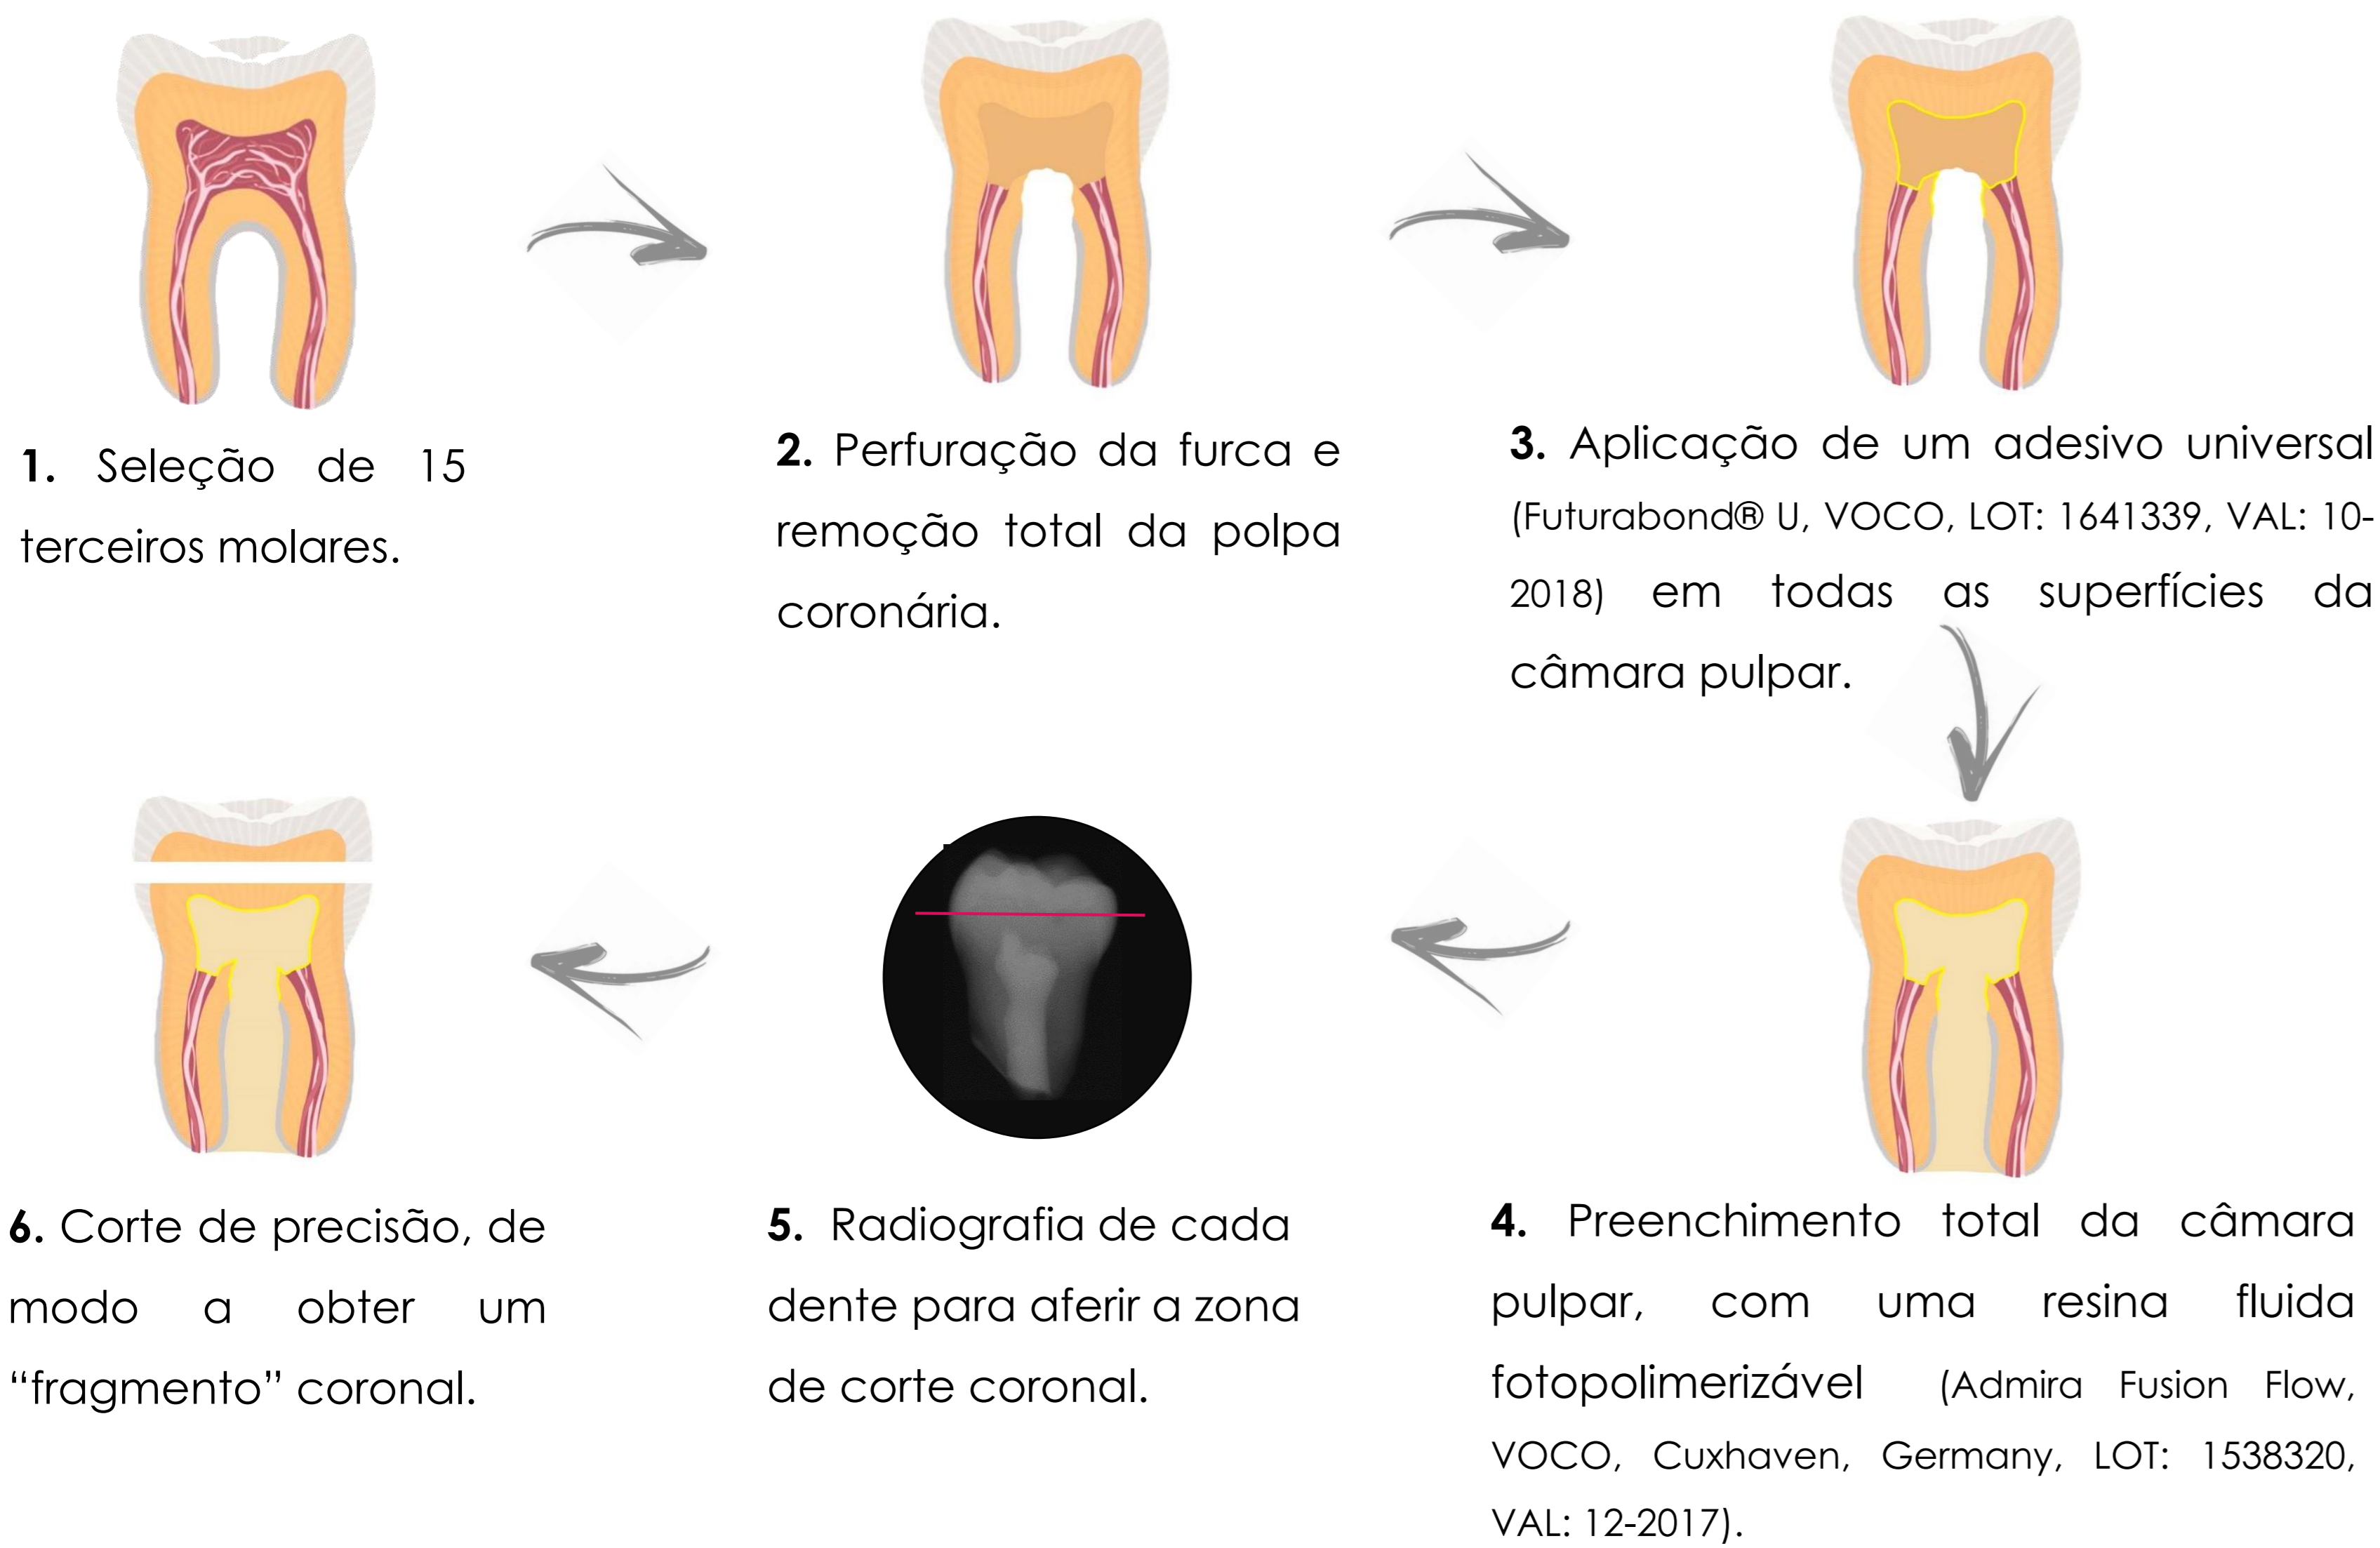 1. Seleção de 15
terceiros molares.
2. Perfuração da furca e
remoção total da polpa
coronária.
3. Aplicação de um adesivo universal
(Futurabond® U, VOCO, LOT: 1641339, VAL: 10-
2018) em todas as superfícies da
câmara pulpar.
4. Preenchimento total da câmara
pulpar, com uma resina fluida
fotopolimerizável (Admira Fusion Flow,
VOCO, Cuxhaven, Germany, LOT: 1538320,
VAL: 12-2017).
5. Radiografia de cada
dente para aferir a zona
de corte coronal.
6. Corte de precisão, de
modo a obter um
“fragmento” coronal.